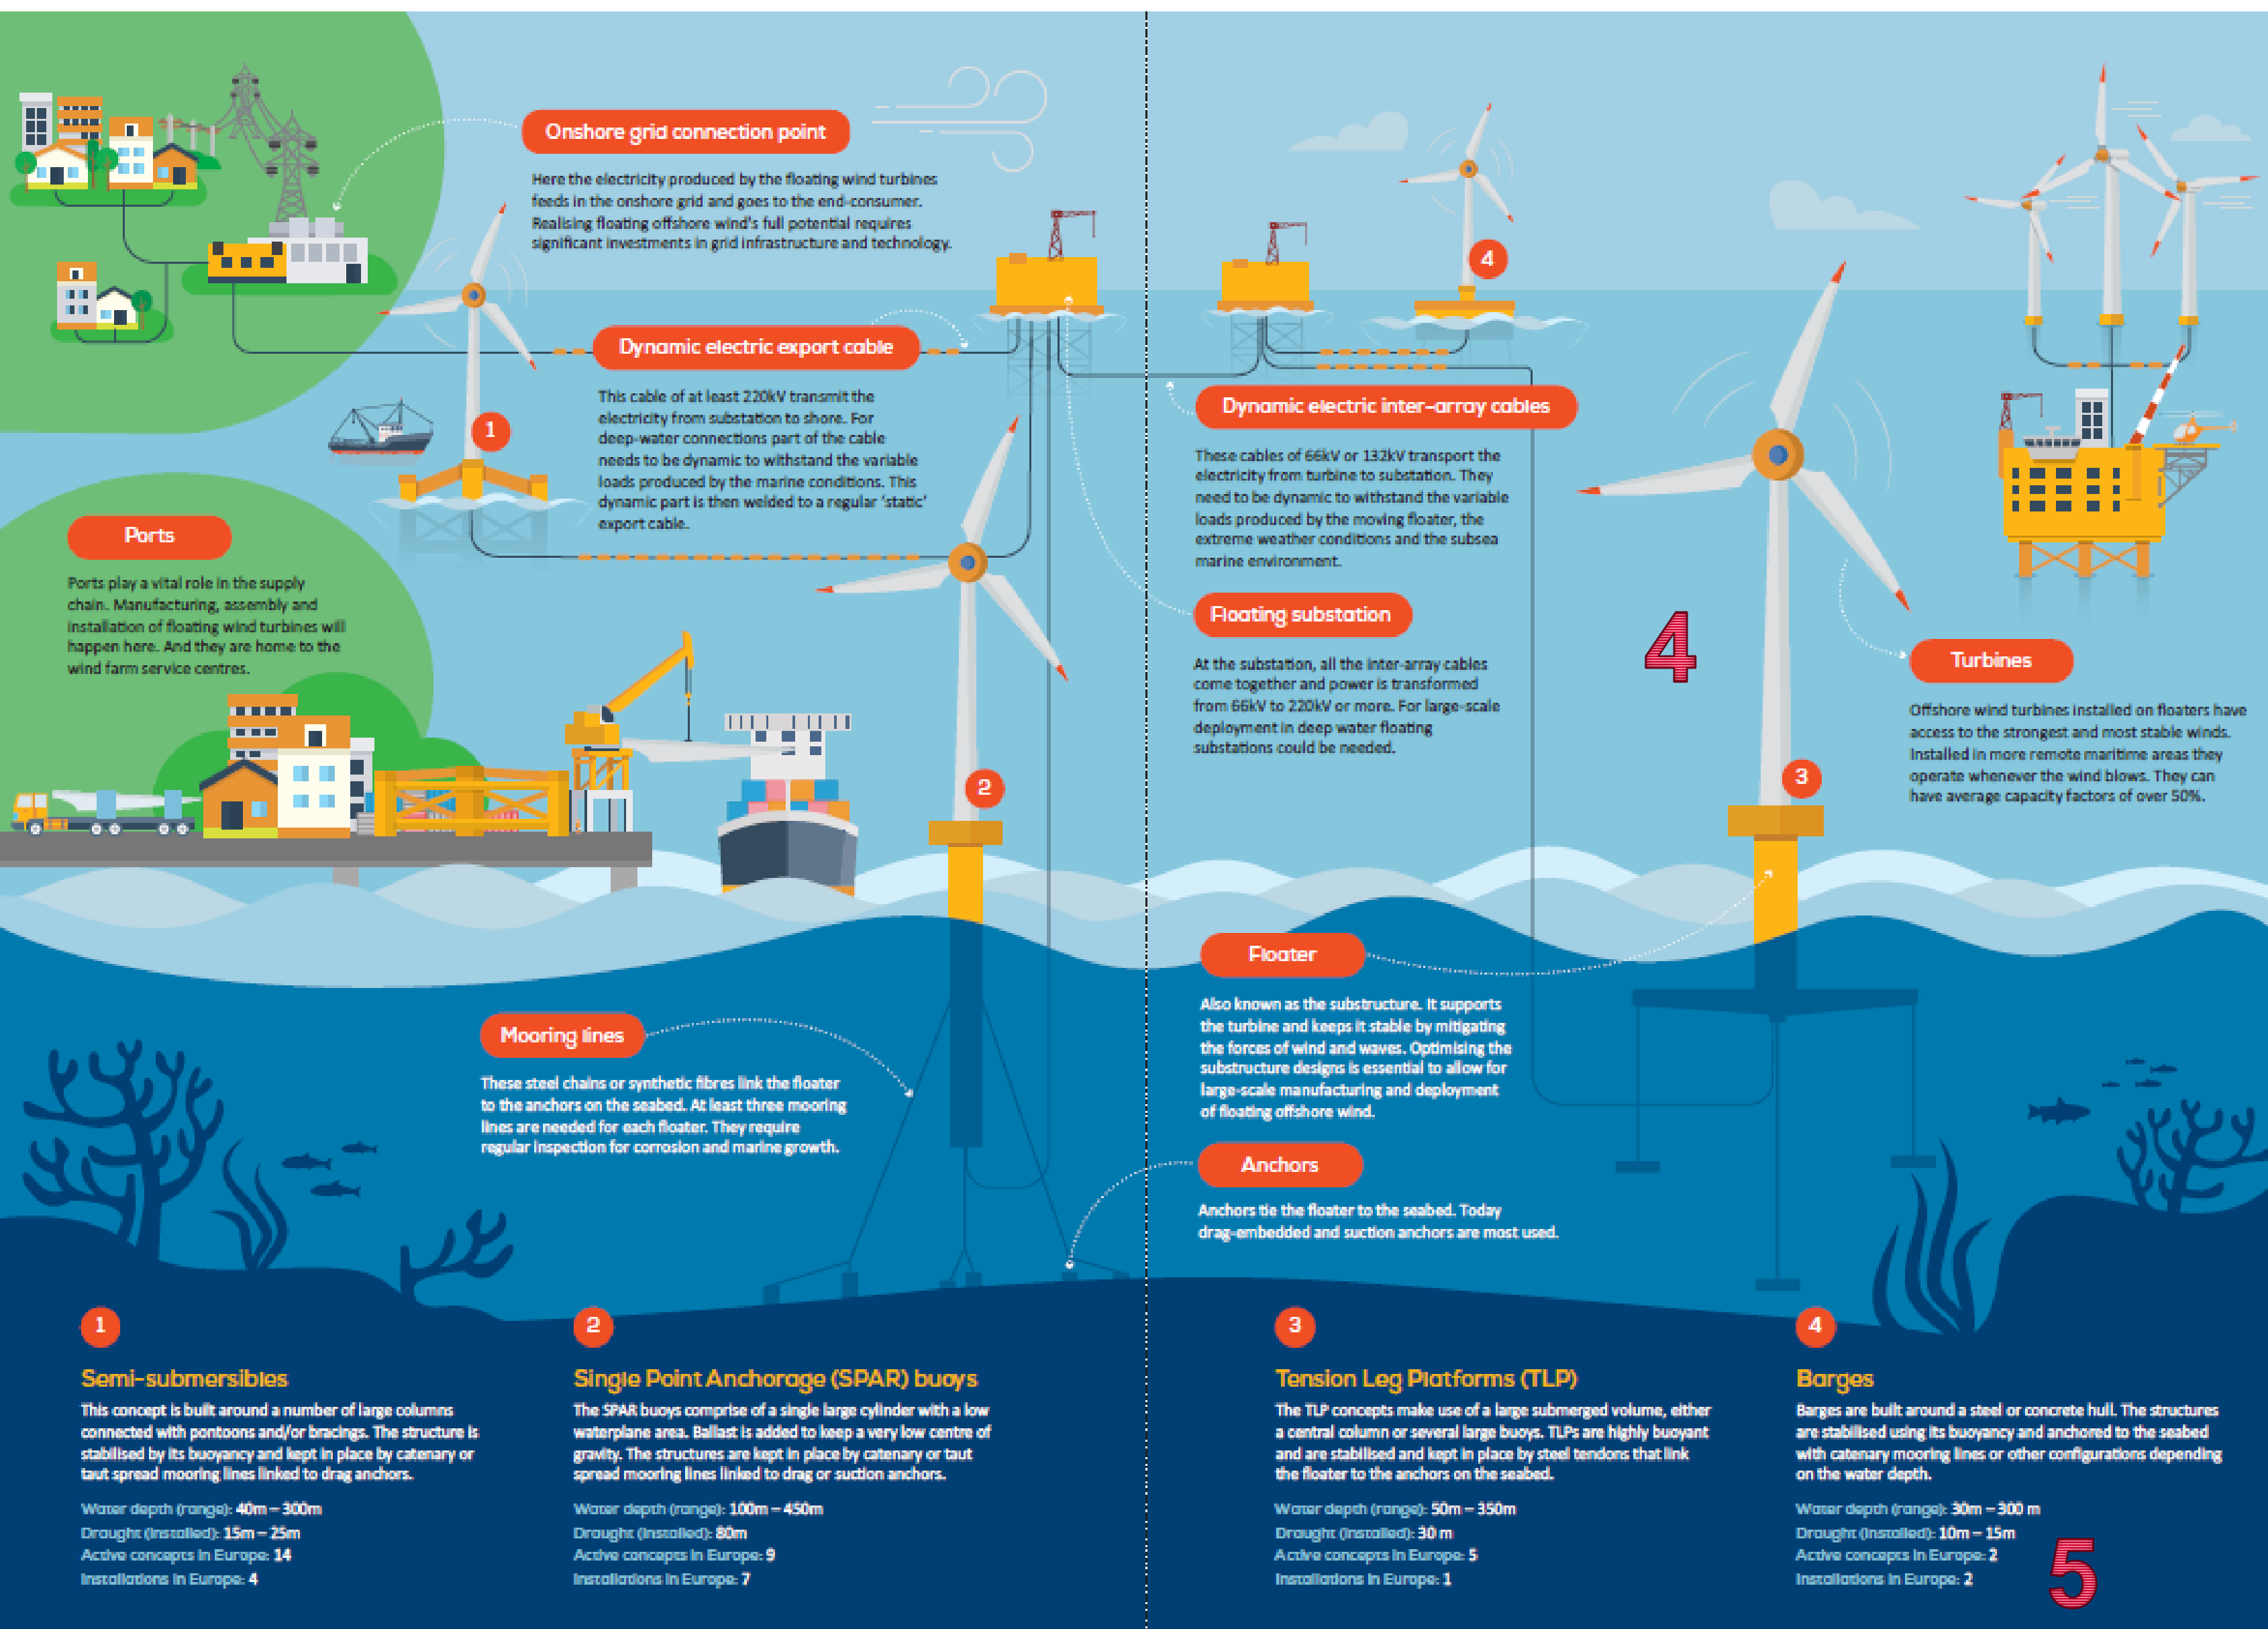 Onshore grid connection point
Here the electricity produced by the floating wind turbines
feeds in the onshore grid and goes to the end-consumer.
Realising floating offshore wind's full potential requires
significant investments in grid infrastructure and technology.
Dynamic electric export cable
This cable of at least 220kV transmit the
electricity from substation to shore. For
deep-water connections part of the cable
needs to be dynamic to withstand the variable
loads produced by the marine conditions. This
dynamic part is then welded to a regular 'static'
export cable.
1
Ports
Ports play a vital role in the supply
chain. Manufacturing, assembly and
installation of floating wind turbines will
happen here. And they are home to the
wind farm service centres.
2
Mooring lines
These steel chains or synthetic fibres link the floater
to the anchors on the seabed. At least three mooring
lines are needed for each floater. They require
regular inspection for corrosion and marine growth.
4
Dynamic electric inter-array cables
These cables of 66kV or 132kV transport the
electricity from turbine to substation. They
need to be dynamic to withstand the variable
loads produced by the moving floater, the
extreme weather conditions and the subsea
marine environment.
Floating substation
At the substation, all the inter-array cables
come together and power is transformed
from 66kV to 220kV or more. For large-scale
deployment in deep water floating
substations could be needed.
4
Turbines
Offshore wind turbines installed on floaters have
access to the strongest and most stable winds.
Installed in more remote maritime areas they
operate whenever the wind blows. They can
have average capacity factors of over 50%.
3
Floater
Also known as the substructure. It supports
the turbine and keeps it stable by mitigating
the forces of wind and waves. Optimising the
substructure designs is essential to allow for
large-scale manufacturing and deployment
of floating offshore wind.
Anchors
Anchors tie the floater to the seabed. Today
drag-embedded and suction anchors are most used.
1
Semi-submersibles
This concept is built around a number of large columns
connected with pontoons and/or bracings. The structure is
stabilised by its buoyancy and kept in place by catenary or
taut spread mooring lines linked to drag anchors.
Water depth (range): 40m – 300m
Draught (installed): 15m – 25m
Active concepts in Europe: 14
Installations in Europe: 4
2
Single Point Anchorage (SPAR) buoys
The SPAR buoys comprise of a single large cylinder with a low
waterplane area. Ballast is added to keep a very low centre of
gravity. The structures are kept in place by catenary or taut
spread mooring lines linked to drag or suction anchors.
Water depth (range): 100m – 450m
Draught (installed): 80m
Active concepts in Europe: 9
Installations in Europe: 7
3
Tension Leg Platforms (TLP)
The TLP concepts make use of a large submerged volume, either
a central column or several large buoys. TLPs are highly buoyant
and are stabilised and kept in place by steel tendons that link
the floater to the anchors on the seabed.
Water depth (range): 50m – 350m
Draught (installed): 30 m
Active concepts in Europe: 5
Installations in Europe: 1
4
Barges
Barges are built around a steel or concrete hull. The structures
are stabilised using its buoyancy and anchored to the seabed
with catenary mooring lines or other configurations depending
on the water depth.
Water depth (range): 30m – 300 m
Draught (installed): 10m – 15m
Active concepts in Europe: 2
Installations in Europe: 2
5